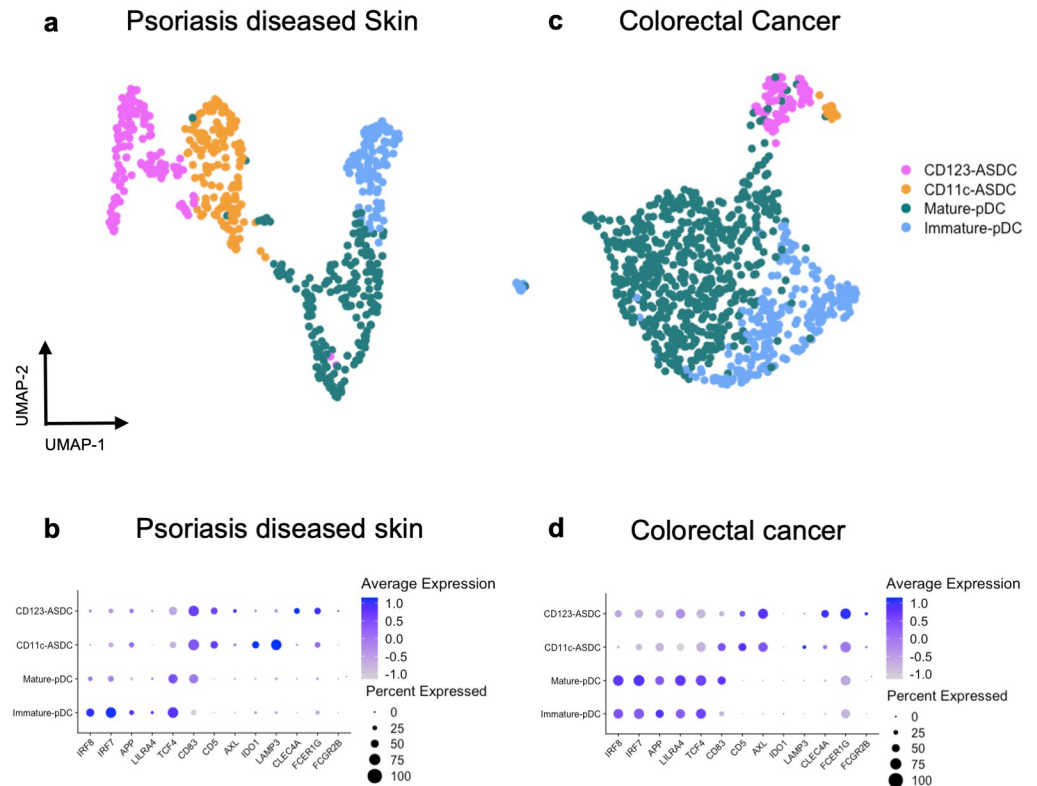 a Psoriasis diseased Skin
c Colorectal Cancer
CD123-ASDC
CD11c-ASDC
Mature-pDC
Immature-pDC
UMAP-2
UMAP-1
b Psoriasis diseased skin
CD123-ASDC
CD11c-ASDC
Mature-pDC
Immature-pDC
IRF8
IRF7
APP
LILRA4
TCF4
CD83
CD5
AXL
IDO1
LAMP3
CLEC4A
FCER1G
FCGR2B
Average Expression
1.0
0.5
0.0
-0.5
-1.0
Percent Expressed
0
25
50
75
100
d Colorectal cancer
CD123-ASDC
CD11c-ASDC
Mature-pDC
Immature-pDC
IRF8
IRF7
APP
LILRA4
TCF4
CD83
CD5
AXL
IDO1
LAMP3
CLEC4A
FCER1G
FCGR2B
Average Expression
1.0
0.5
0.0
-0.5
-1.0
Percent Expressed
0
25
50
75
100